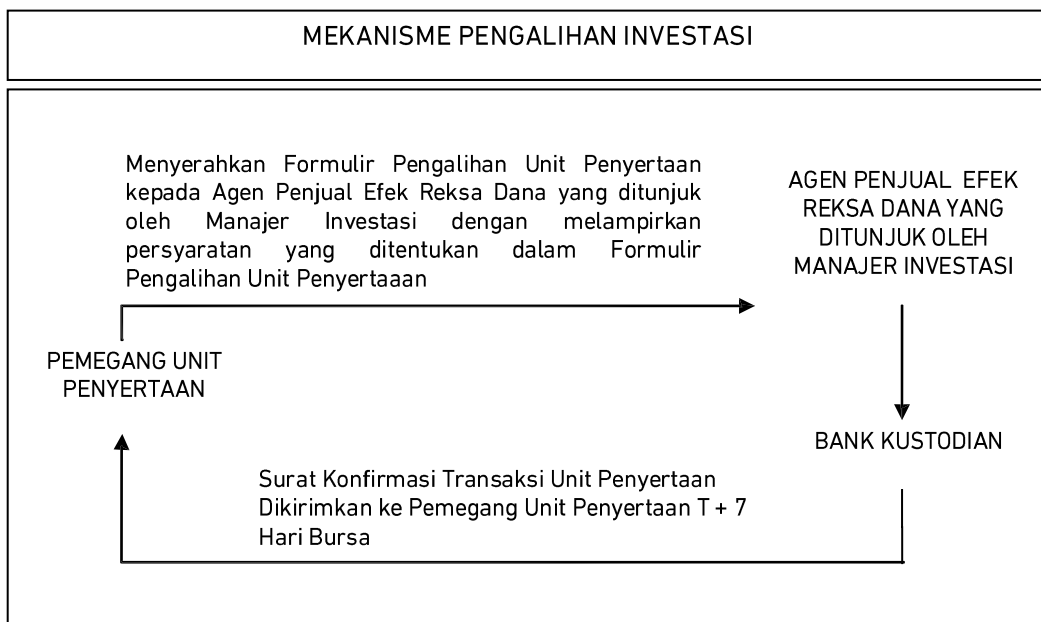 MEKANISME PENGALIHAN INVESTASI
Menyerahkan Formulir Pengalihan Unit Penyertaan
kepada Agen Penjual Efek Reksa Dana yang ditunjuk
oleh Manajer Investasi dengan melampirkan
persyaratan yang ditentukan dalam Formulir
Pengalihan Unit Penyertaaan
AGEN PENJUAL EFEK
REKSA DANA YANG
DITUNJUK OLEH
MANAJER INVESTASI
PEMEGANG UNIT
PENYERTAAN
BANK KUSTODIAN
Surat Konfirmasi Transaksi Unit Penyertaan
Dikirimkan ke Pemegang Unit Penyertaan T + 7
Hari Bursa